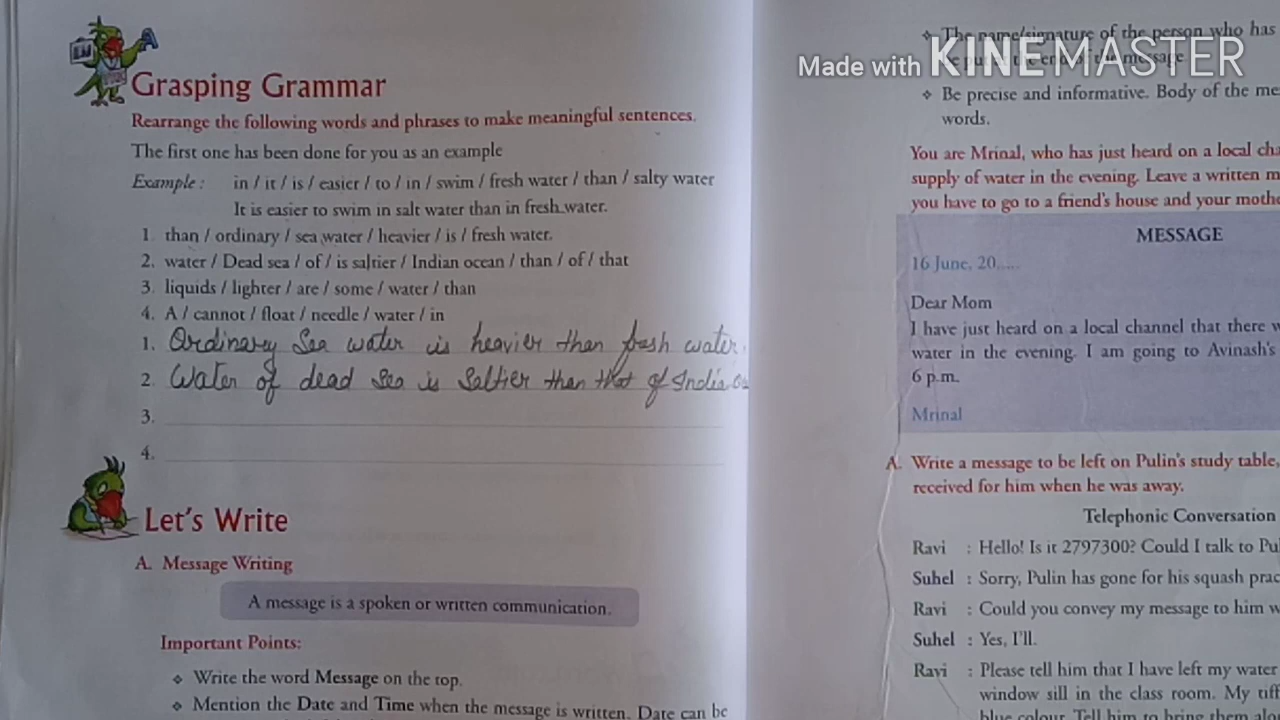 Grasping Grammar
Rearrange the following words and phrases to make meaningful sentences.
The first one has been done for you as an example
Example : in / it / is / easier / to / in / swim / fresh water / than / salty water
It is easier to swim in salt water than in fresh water.
1. than / ordinary / sea water / heavier / is / fresh water.
2. water / Dead sea / of / is saltier / Indian ocean / than / of / that
3. liquids / lighter / are / some / water / than
4. A / cannot / float / needle / water / in
1. Ordinary Sea water is heavier than fresh water.
2. Water of dead Sea is Saltier than that of India
3.
4.
Let's Write
A. Message Writing
A message is a spoken or written communication.
Important Points:
❖ Write the word Message on the top.
❖ Mention the Date and Time when the message is written. Date can be
Made with KINEMASTER
❖ The name/signature of the person who has
the end of the message.
❖ Be precise and informative. Body of the me
words.
You are Mrinal, who has just heard on a local cha
supply of water in the evening. Leave a written m
you have to go to a friend's house and your moth
MESSAGE
16 June, 20.....
Dear Mom
I have just heard on a local channel that there w
water in the evening. I am going to Avinash's
6 p.m.
Mrinal
A. Write a message to be left on Pulin's study table,
received for him when he was away.
Telephonic Conversation
Ravi : Hello! Is it 2797300? Could I talk to Pu
Suhel : Sorry, Pulin has gone for his squash prac
Ravi : Could you convey my message to him w
Suhel : Yes, I'll.
Ravi : Please tell him that I have left my water
window sill in the class room. My tiff
blue colour. Tell him to bring them alo